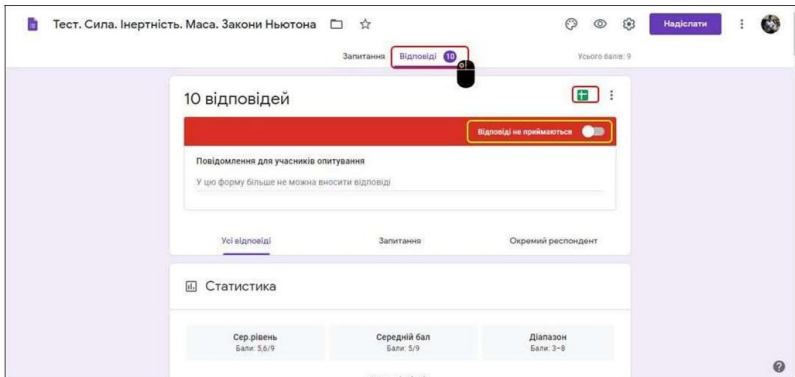 Тест. Сила. Інертність. Маса. Закони Ньютона
Надіслати
Запитання
Відповіді 10
Усього балів: 9
10 відповідей
Відповіді не приймаються
Повідомлення для учасників опитування
У цю форму більше не можна вносити відповіді
Усі відповіді
Запитання
Окремий респондент
Статистика
Сер.рівень
Середній бал
Діапазон
Бали: 5,6/9
Бали: 5/9
Бали: 3–8